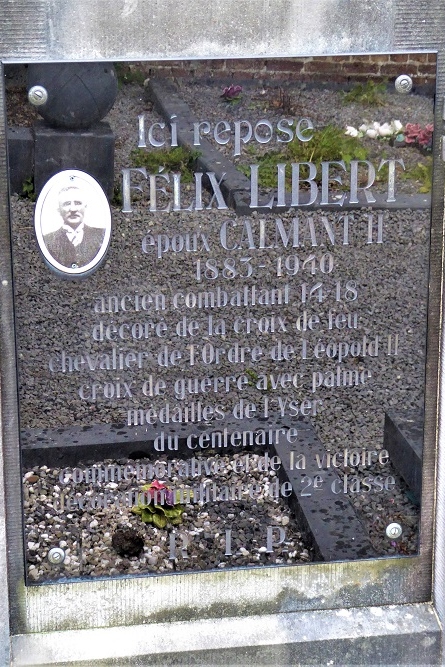 Ici repose
FÉLIX LIBERT
époux CALMANT H
1883-1940
ancien combattant 14-18
décoré de la croix de feu
chevalier de l'Ordre de Léopold II
croix de guerre avec palme
médailles de l'Yser
du centenaire
commémorative et de la victoire
décoration militaire de 2e classe
R I P